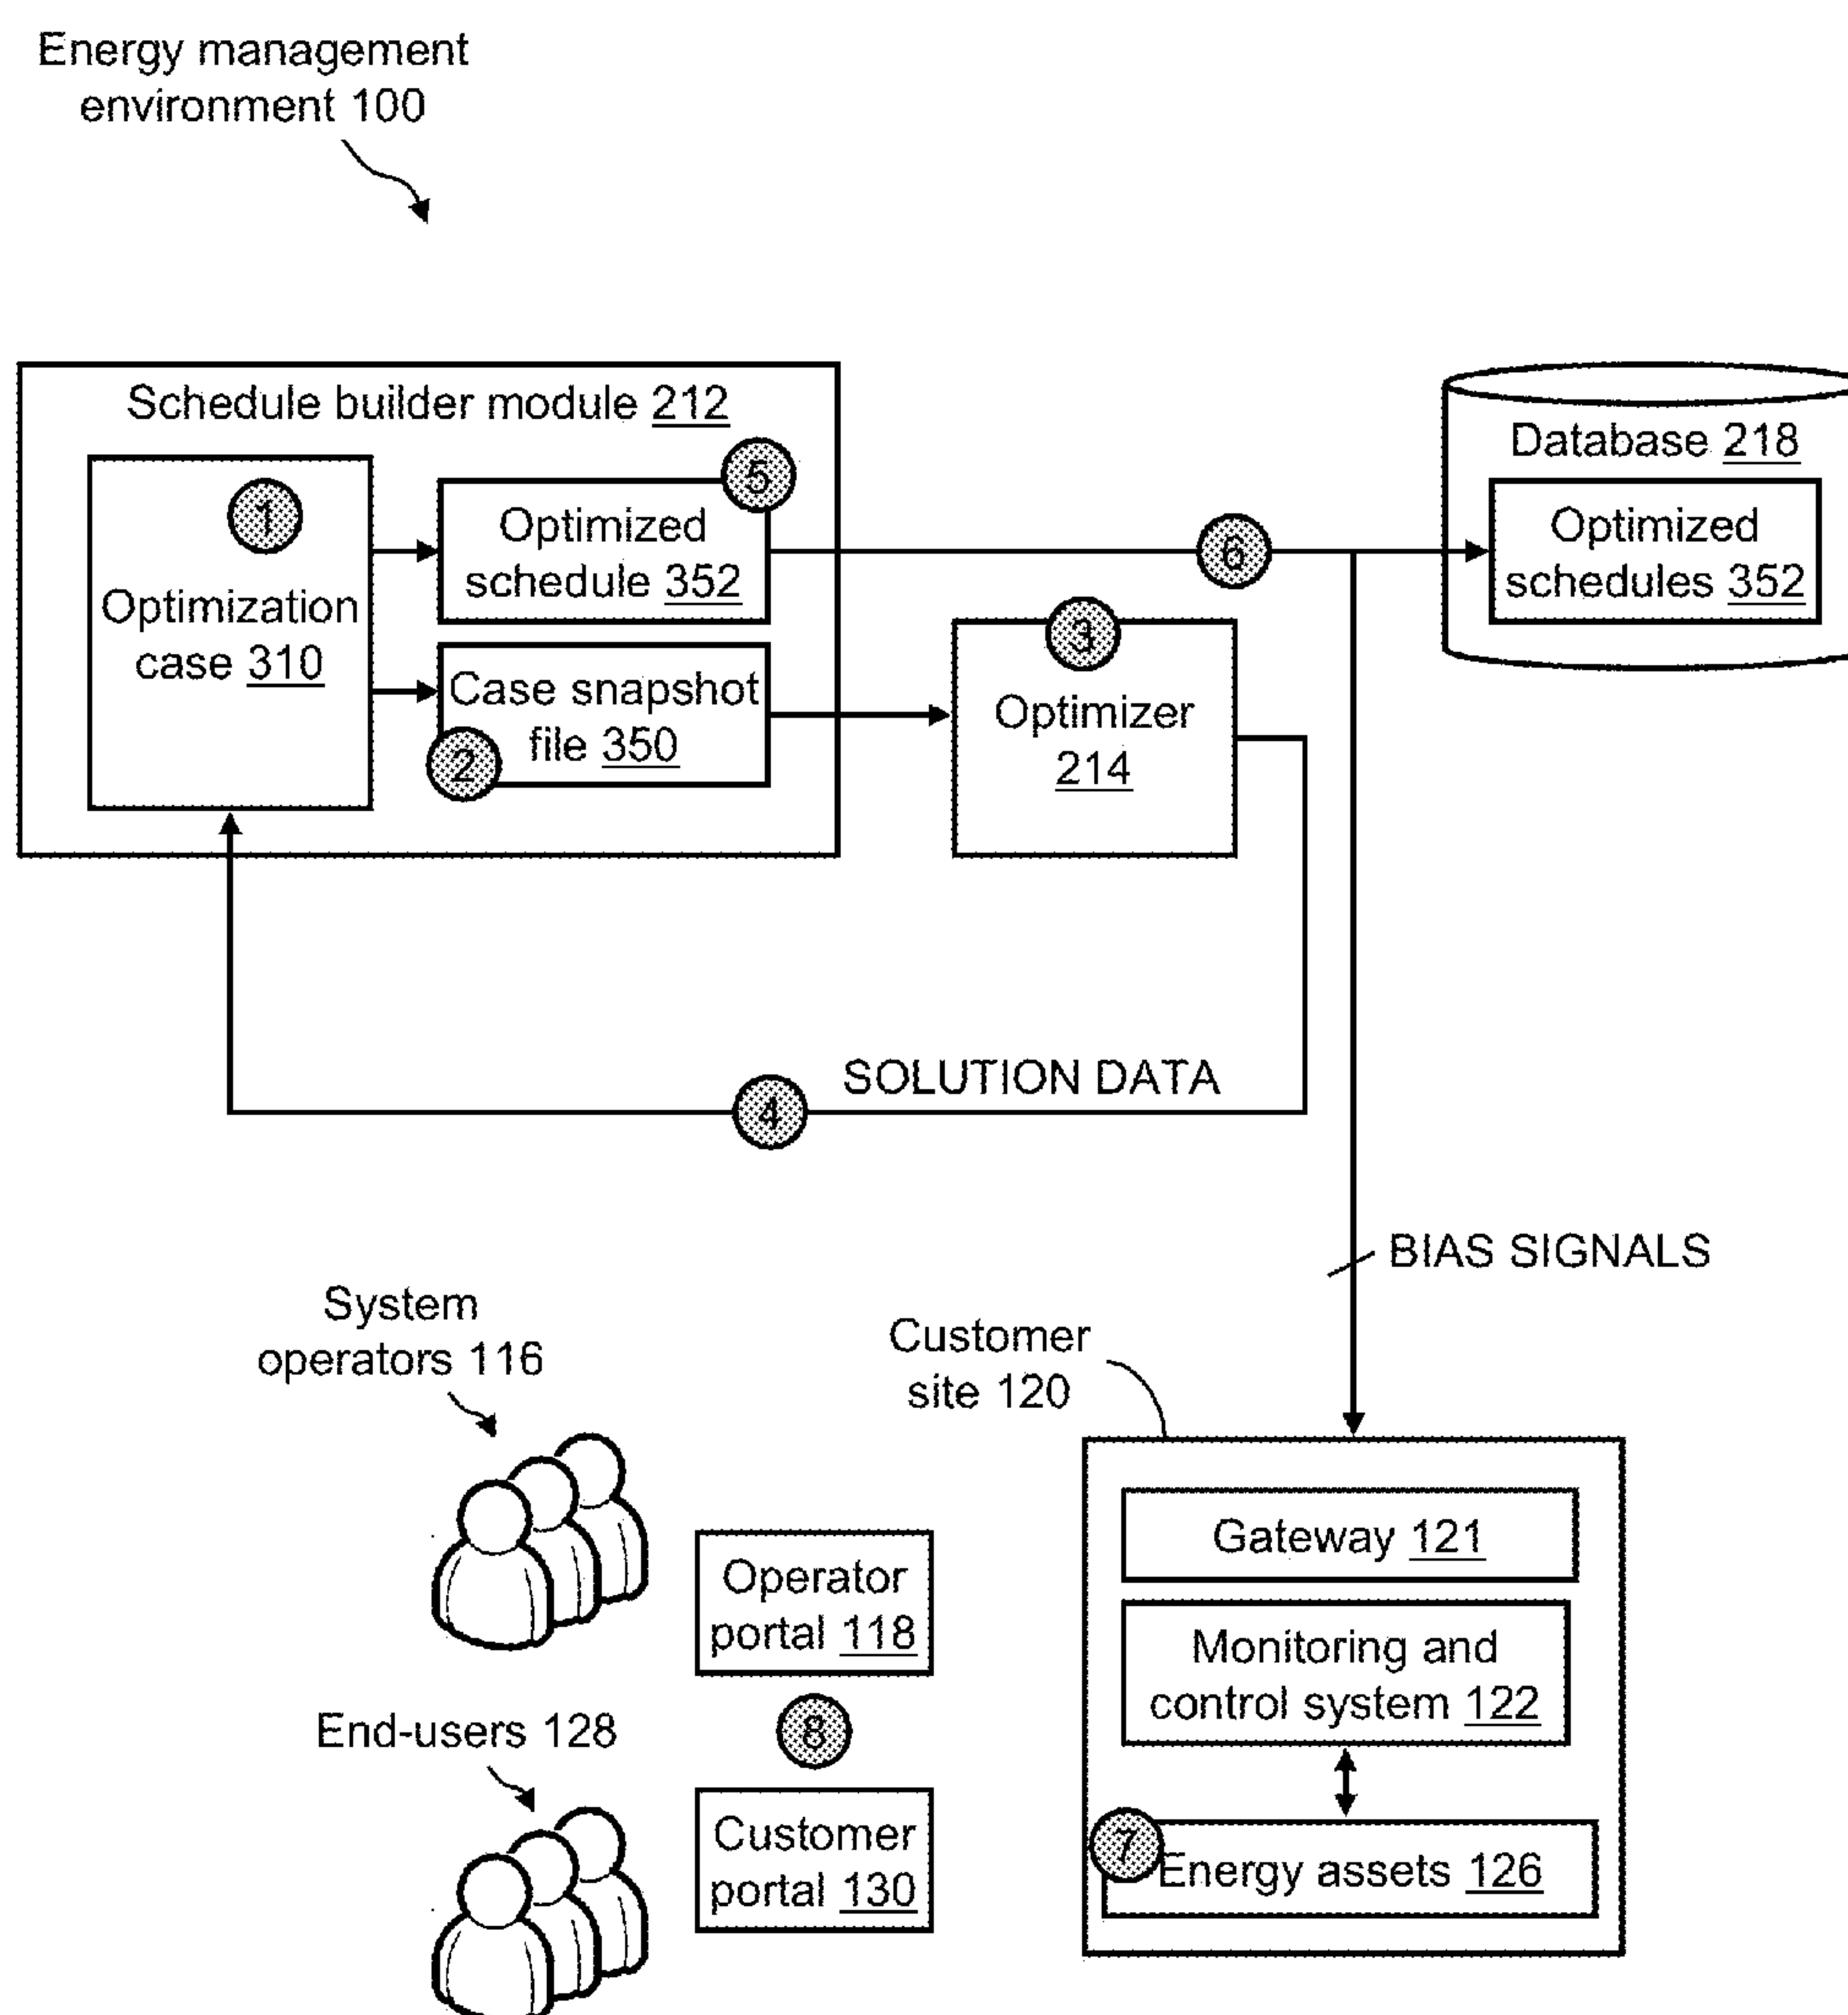 Energy management
environment 100
Schedule builder module 212
1
Optimization
case 310
5
Optimized
schedule 352
Case snapshot
file 350
2
3
Optimizer
214
6
Database 218
Optimized
schedules 352
4
SOLUTION DATA
BIAS SIGNALS
System
operators 116
Customer
site 120
Operator
portal 118
8
Customer
portal 130
End-users 128
Gateway 121
Monitoring and
control system 122
7
Energy assets 126